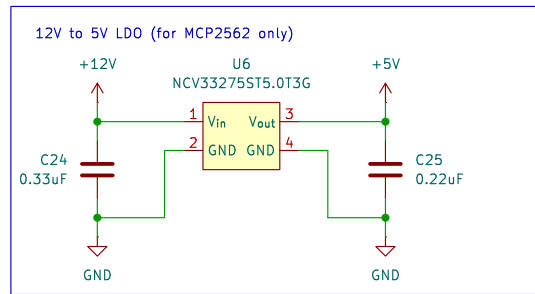 12V to 5V LDO (for MCP2562 only)
+12V
U6
NCV33275ST5.0T3G
+5V
1
Vin
Vout
3
2
GND
GND
4
C24
0.33uF
C25
0.22uF
GND
GND